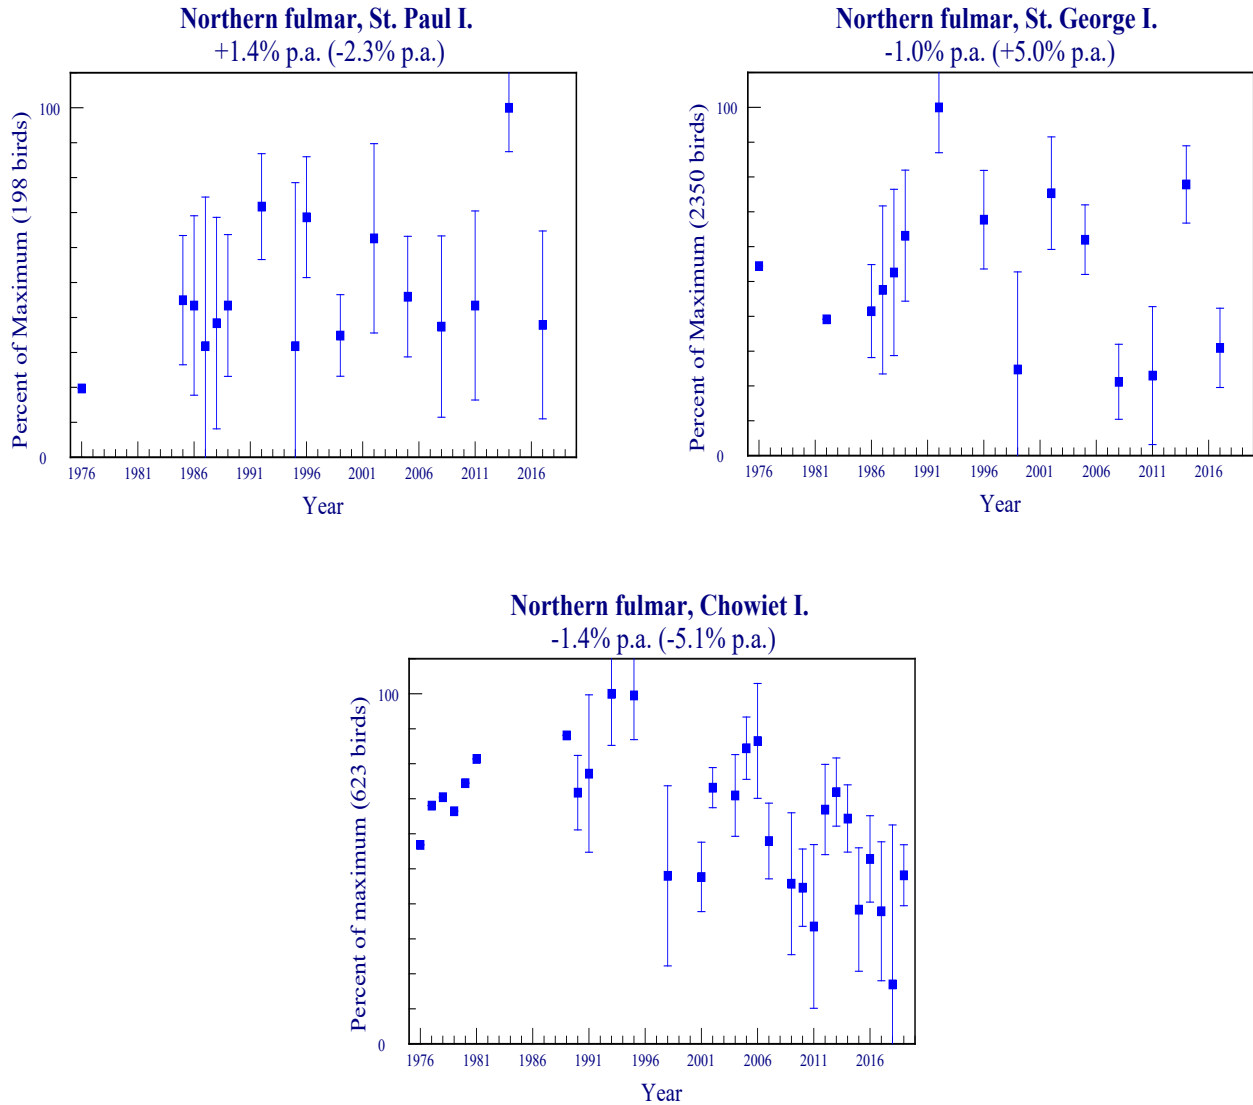 Northern fulmar, St. Paul I.
+1.4% p.a. (-2.3% p.a.)
Percent of Maximum (198 birds)
100
0
1976 1981 1986 1991 1996 2001 2006 2011 2016
Year
Northern fulmar, St. George I.
-1.0% p.a. (+5.0% p.a.)
Percent of Maximum (2350 birds)
100
0
1976 1981 1986 1991 1996 2001 2006 2011 2016
Year
Northern fulmar, Chowiet I.
-1.4% p.a. (-5.1% p.a.)
Percent of maximum (623 birds)
100
0
1976 1981 1986 1991 1996 2001 2006 2011 2016
Year